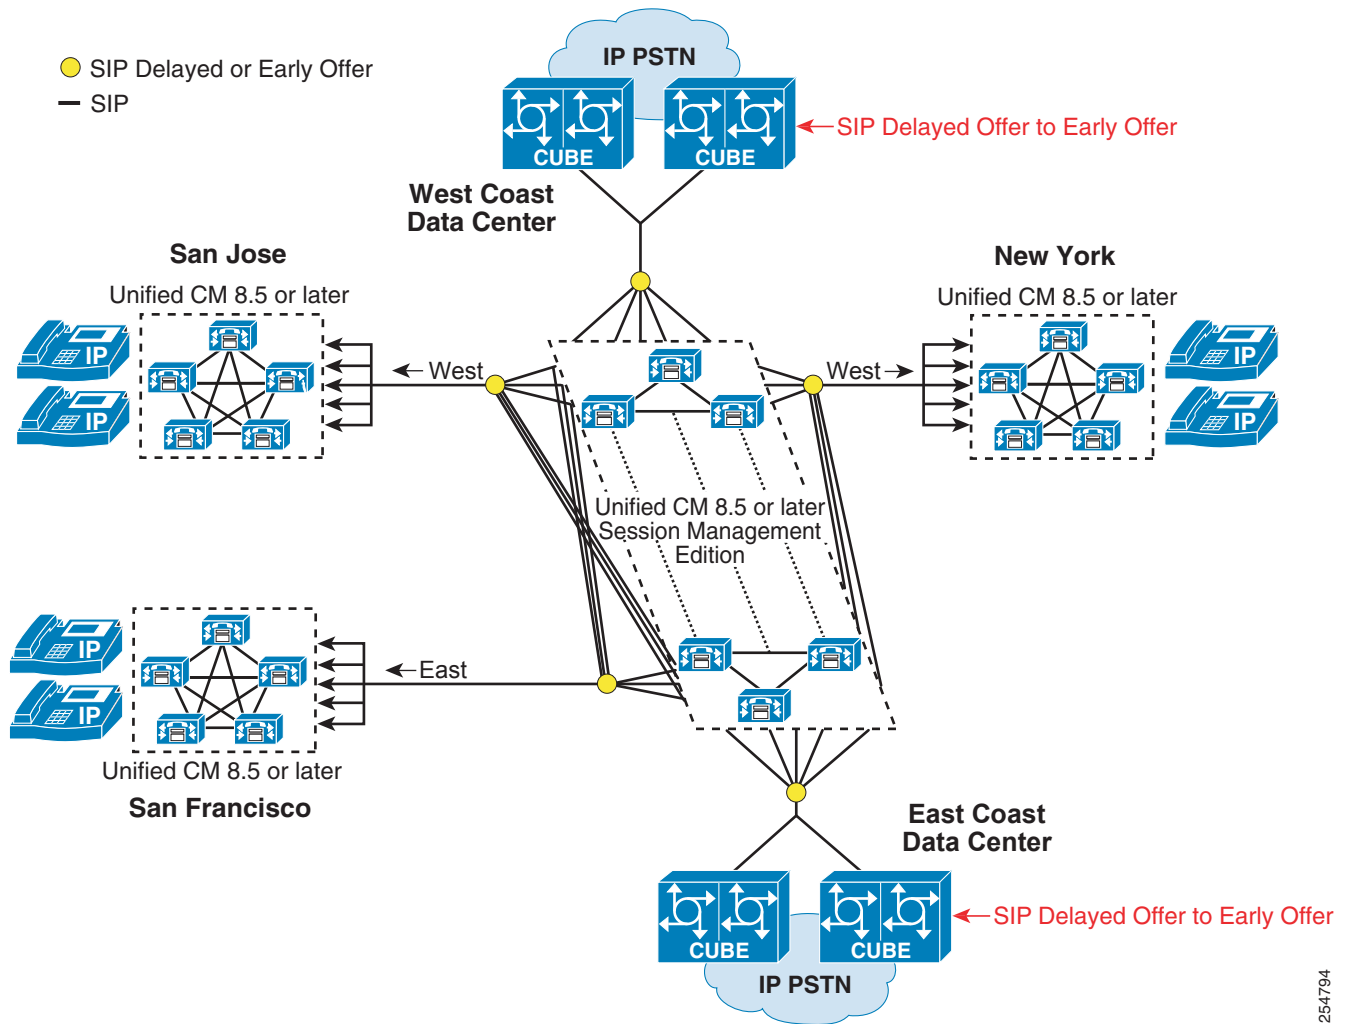 IP PSTN
SIP Delayed or Early Offer
SIP
SIP Delayed Offer to Early Offer
CUBE
CUBE
West Coast
Data Center
San Jose
New York
Unified CM 8.5 or later
Unified CM 8.5 or later
IP
IP
West
West
IP
IP
Unified CM 8.5 or later
Session Management
Edition
IP
East
IP
Unified CM 8.5 or later
San Francisco
East Coast
Data Center
SIP Delayed Offer to Early Offer
CUBE
CUBE
IP PSTN
254794